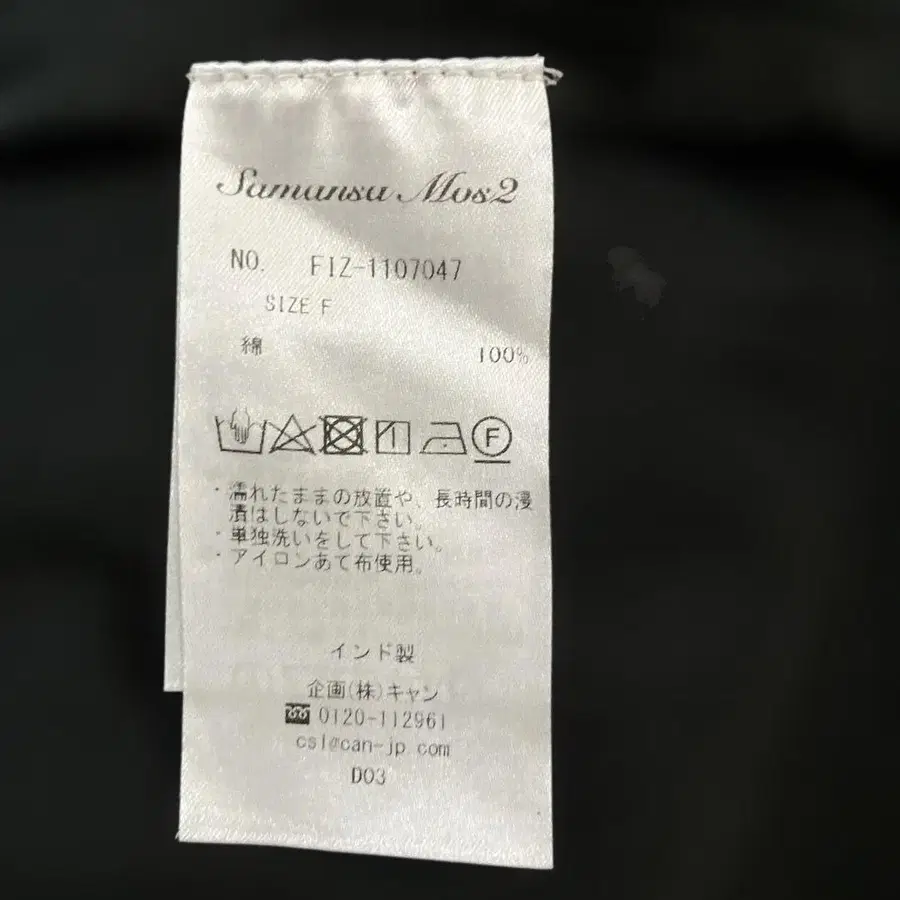 Samansa Mos2
NO. FIZ-1107047
SIZE F
綿 100%
F
・濡れたままの放置や、長時間の浸
漬はしないで下さい。
・単独洗いをして下さい。
・アイロンあて布使用。
インド製
企画(株)キャン
0120-112961
csl@can-jp.com
D03